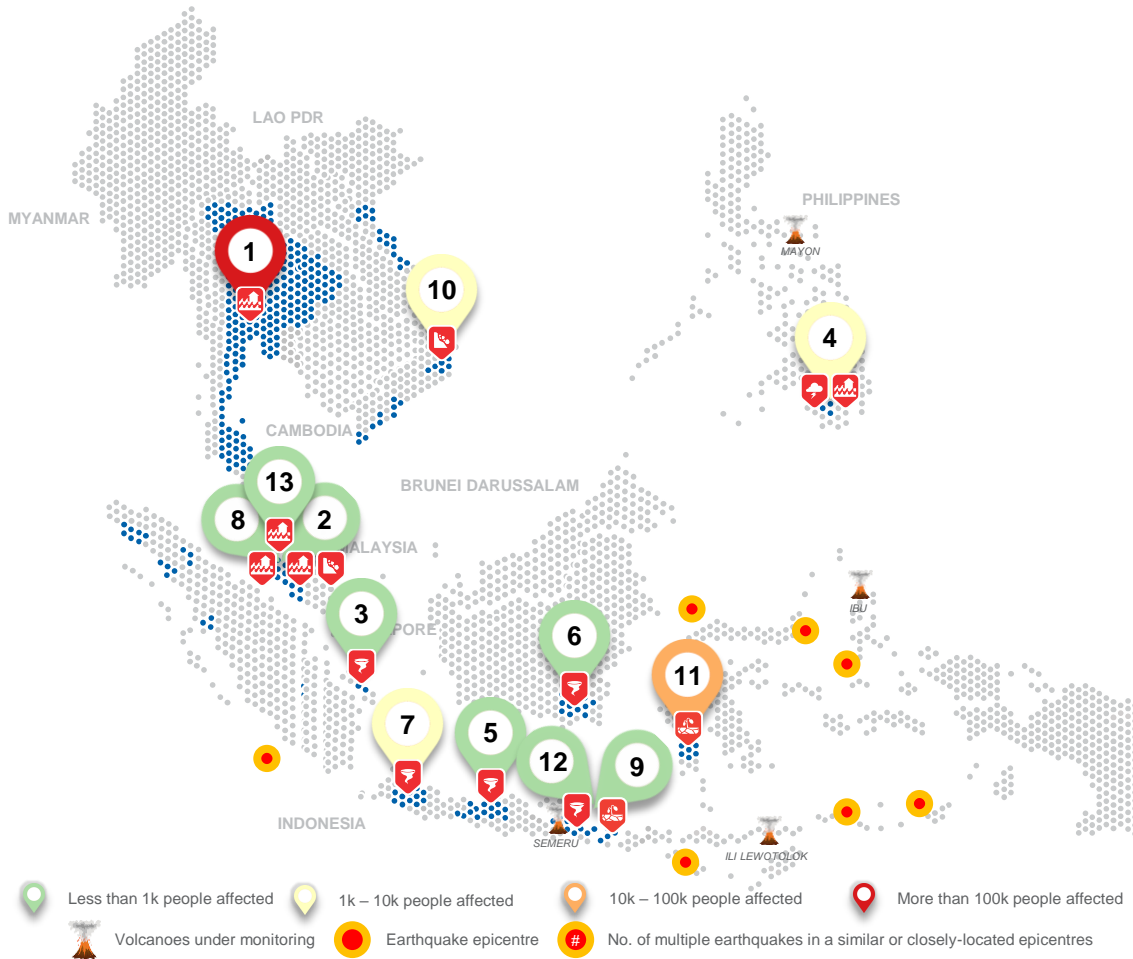 LAO PDR
MYANMAR
PHILIPPINES
MAYON
1
10
4
CAMBODIA
13
BRUNEI DARUSSALAM
8
2
ALAYSIA
3
PORE
6
IBU
11
7
5
12
9
INDONESIA
SEMERU
ILI LEWOTOLOK
Less than 1k people affected
1k – 10k people affected
10k – 100k people affected
More than 100k people affected
Volcanoes under monitoring
Earthquake epicentre
# No. of multiple earthquakes in a similar or closely-located epicentres